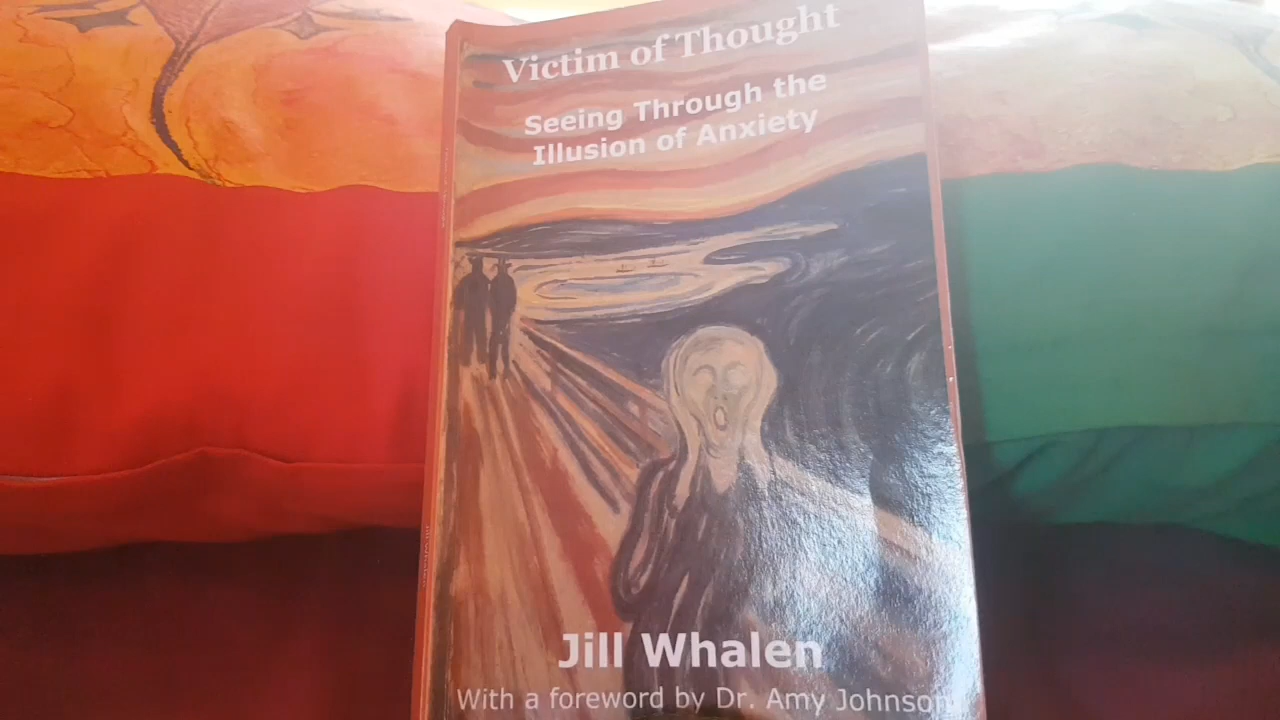 Victim of Thought
Seeing Through the
Illusion of Anxiety
Jill Whalen
With a foreword by Dr. Amy Johnson